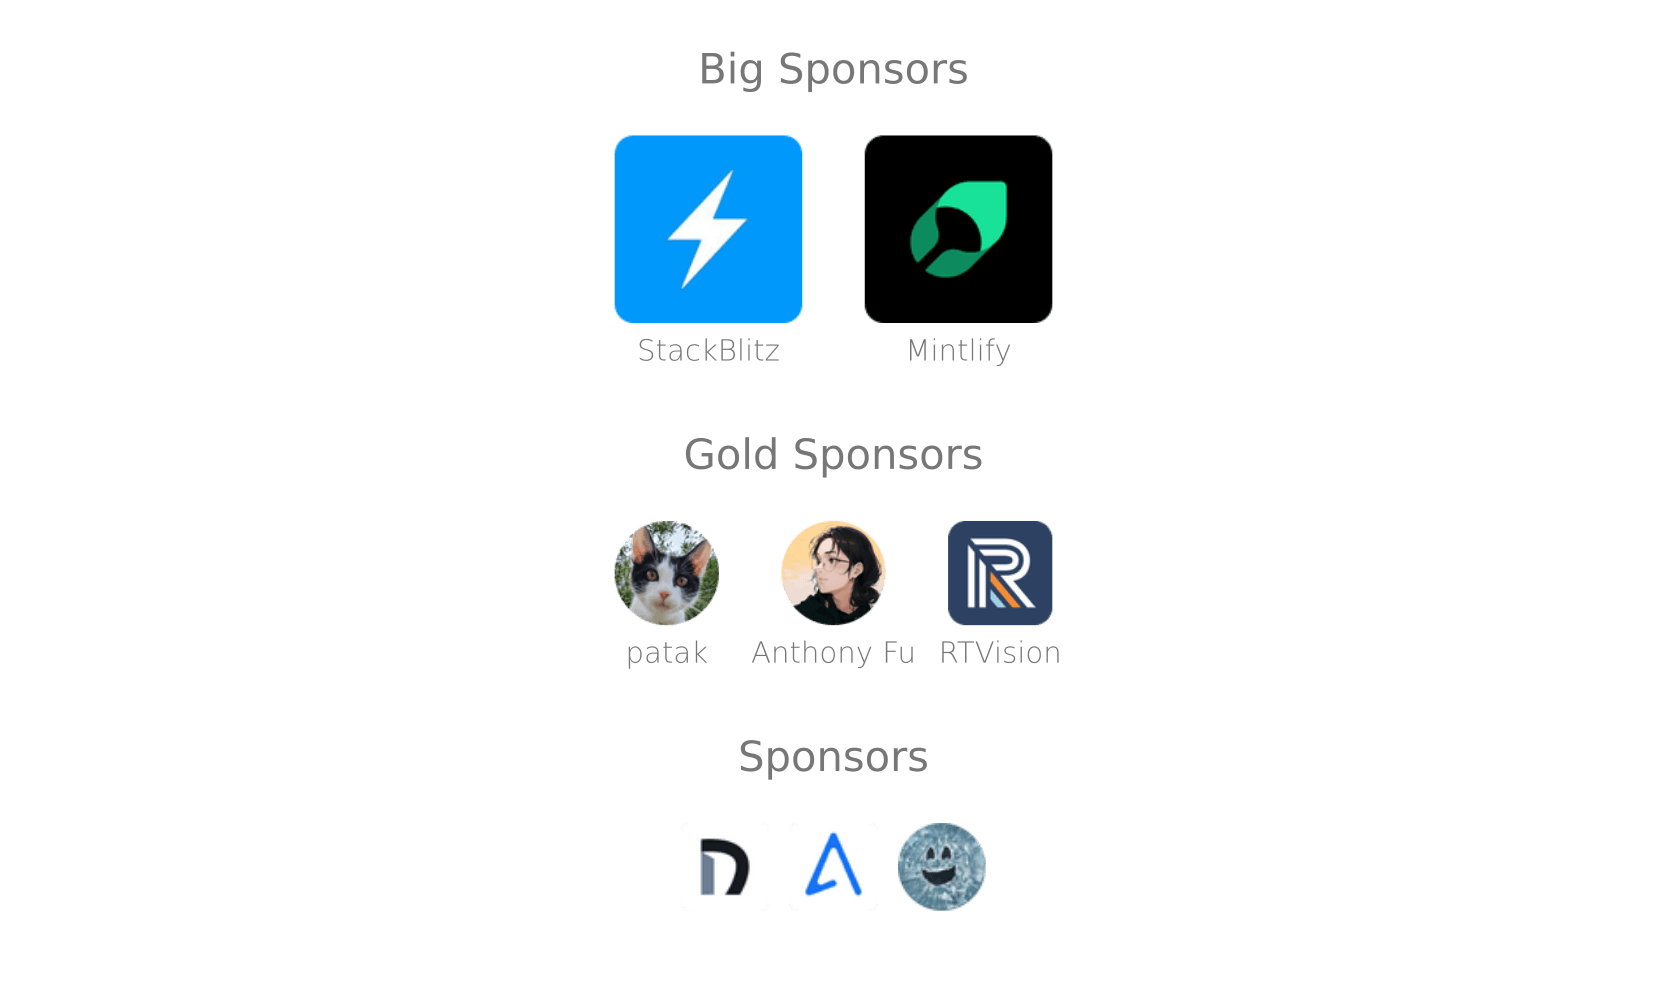 Big Sponsors
StackBlitz
Mintlify
Gold Sponsors
patak
Anthony Fu
RTVision
Sponsors